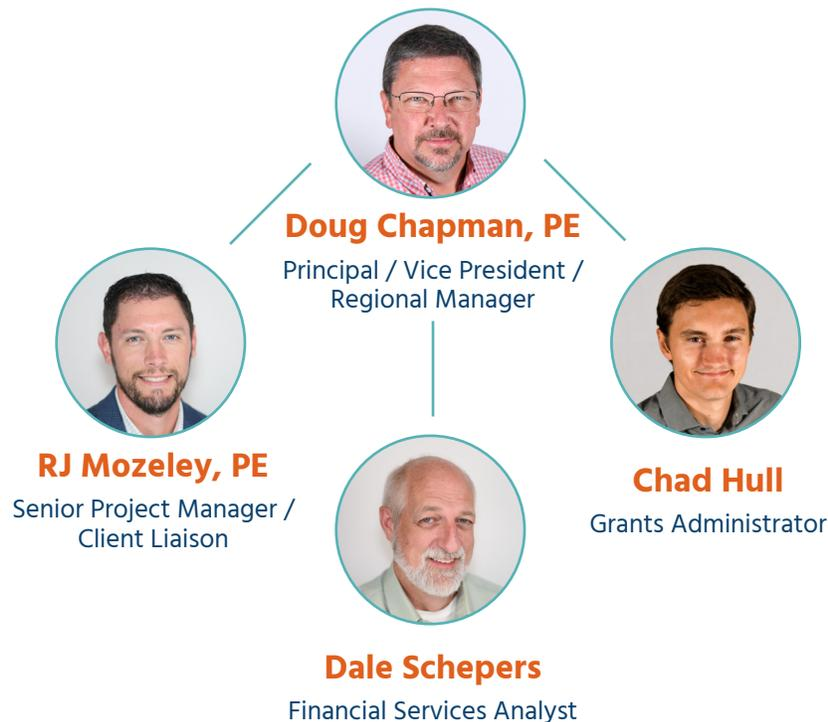 Doug Chapman, PE
Principal / Vice President /
Regional Manager
RJ Mozeley, PE
Senior Project Manager /
Client Liaison
Chad Hull
Grants Administrator
Dale Schepers
Financial Services Analyst